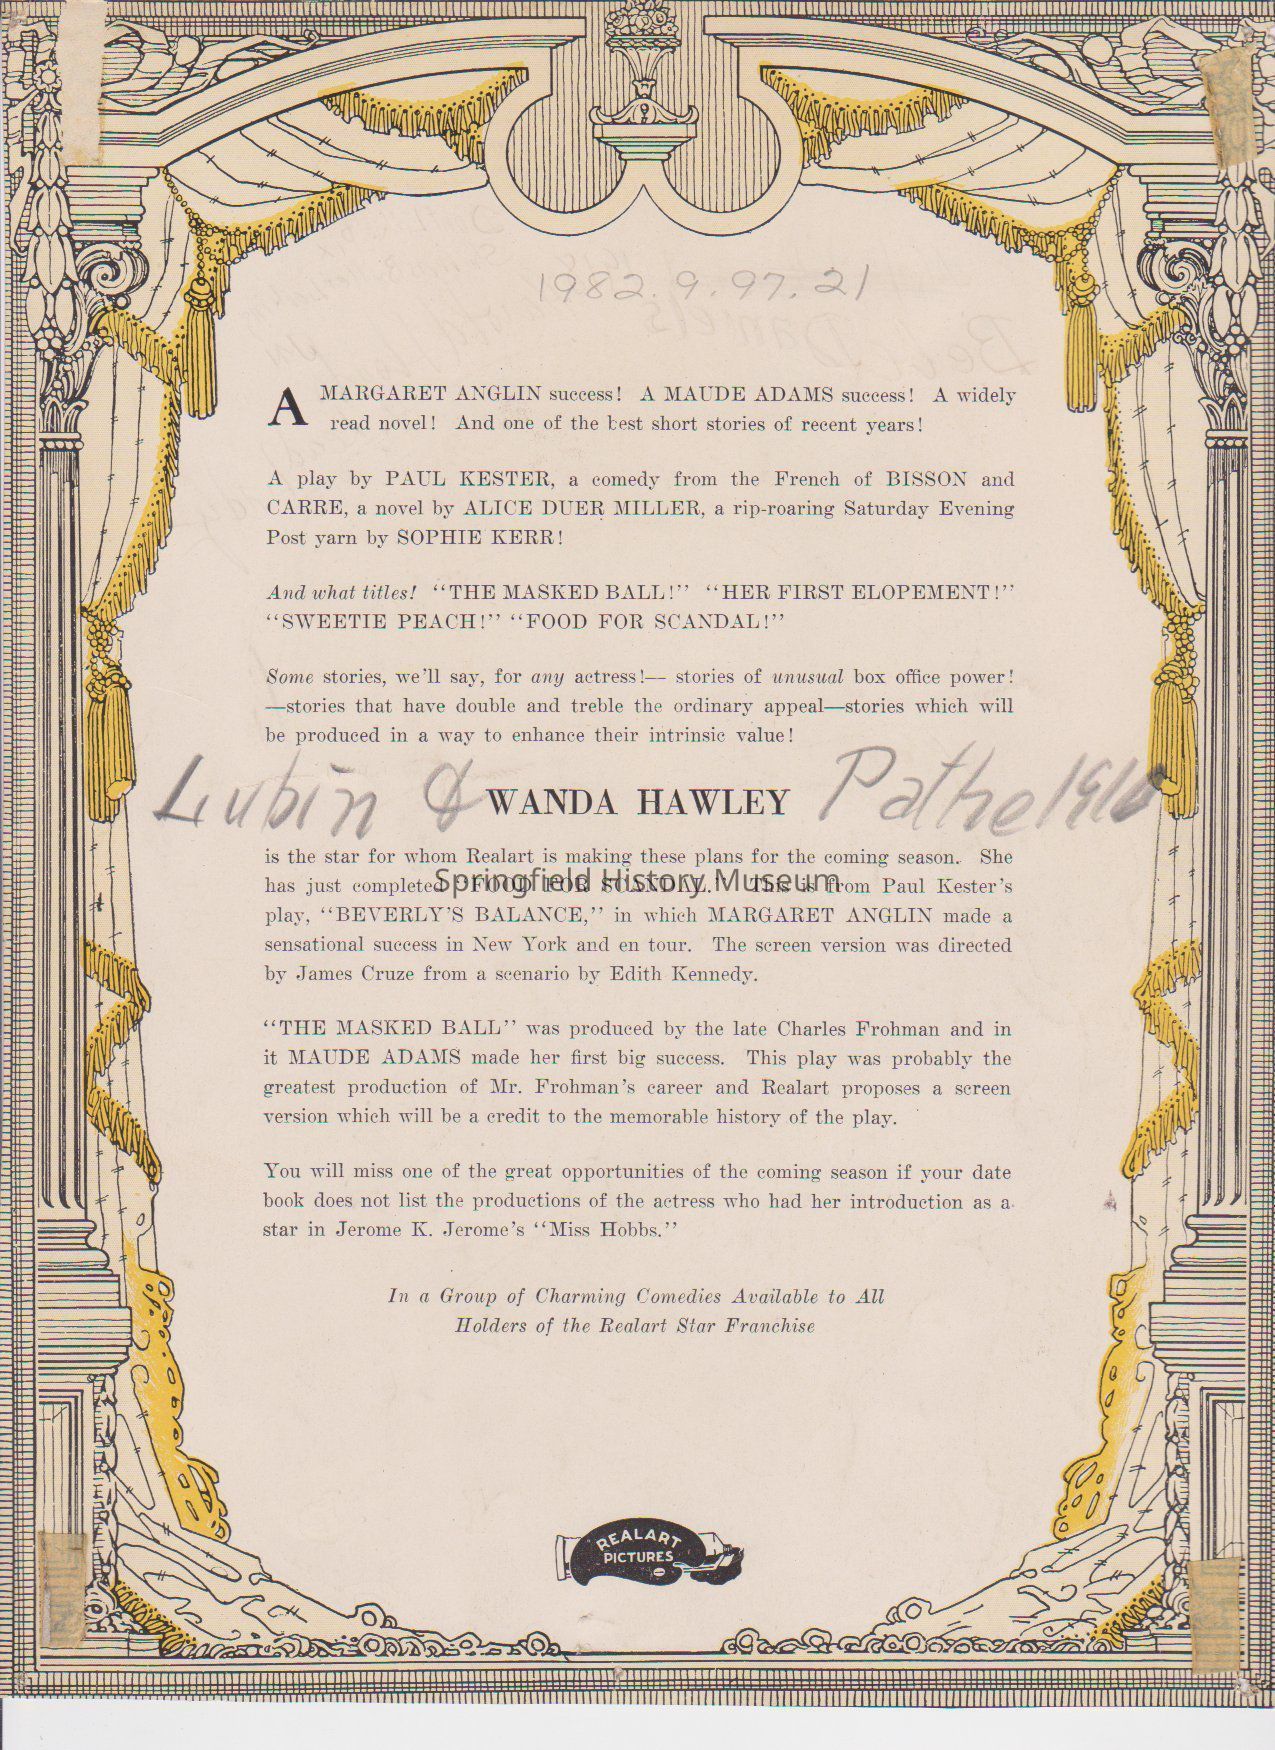 1982.9.97.21
A MARGARET ANGLIN success! A MAUDE ADAMS success! A widely
read novel! And one of the best short stories of recent years!
A play by PAUL KESTER, a comedy from the French of BISSON and
CARRE, a novel by ALICE DUER MILLER, a rip-roaring Saturday Evening
Post yarn by SOPHIE KERR!
And what titles! "THE MASKED BALL!" "HER FIRST ELOPEMENT!"
"SWEETIE PEACH!" "FOOD FOR SCANDAL!"
Some stories, we'll say, for any actress!— stories of unusual box office power!
—stories that have double and treble the ordinary appeal—stories which will
be produced in a way to enhance their intrinsic value!
Lubin & WANDA HAWLEY Pathe
is the star for whom Realart is making these plans for the coming season. She
has just completed "FOOD FOR SCANDAL." This is from Paul Kester's
Springfield History Museum
play, "BEVERLY'S BALANCE," in which MARGARET ANGLIN made a
sensational success in New York and en tour. The screen version was directed
by James Cruze from a scenario by Edith Kennedy.
"THE MASKED BALL" was produced by the late Charles Frohman and in
it MAUDE ADAMS made her first big success. This play was probably the
greatest production of Mr. Frohman's career and Realart proposes a screen
version which will be a credit to the memorable history of the play.
You will miss one of the great opportunities of the coming season if your date
book does not list the productions of the actress who had her introduction as a
star in Jerome K. Jerome's "Miss Hobbs."
In a Group of Charming Comedies Available to All
Holders of the Realart Star Franchise
REALART
PICTURES